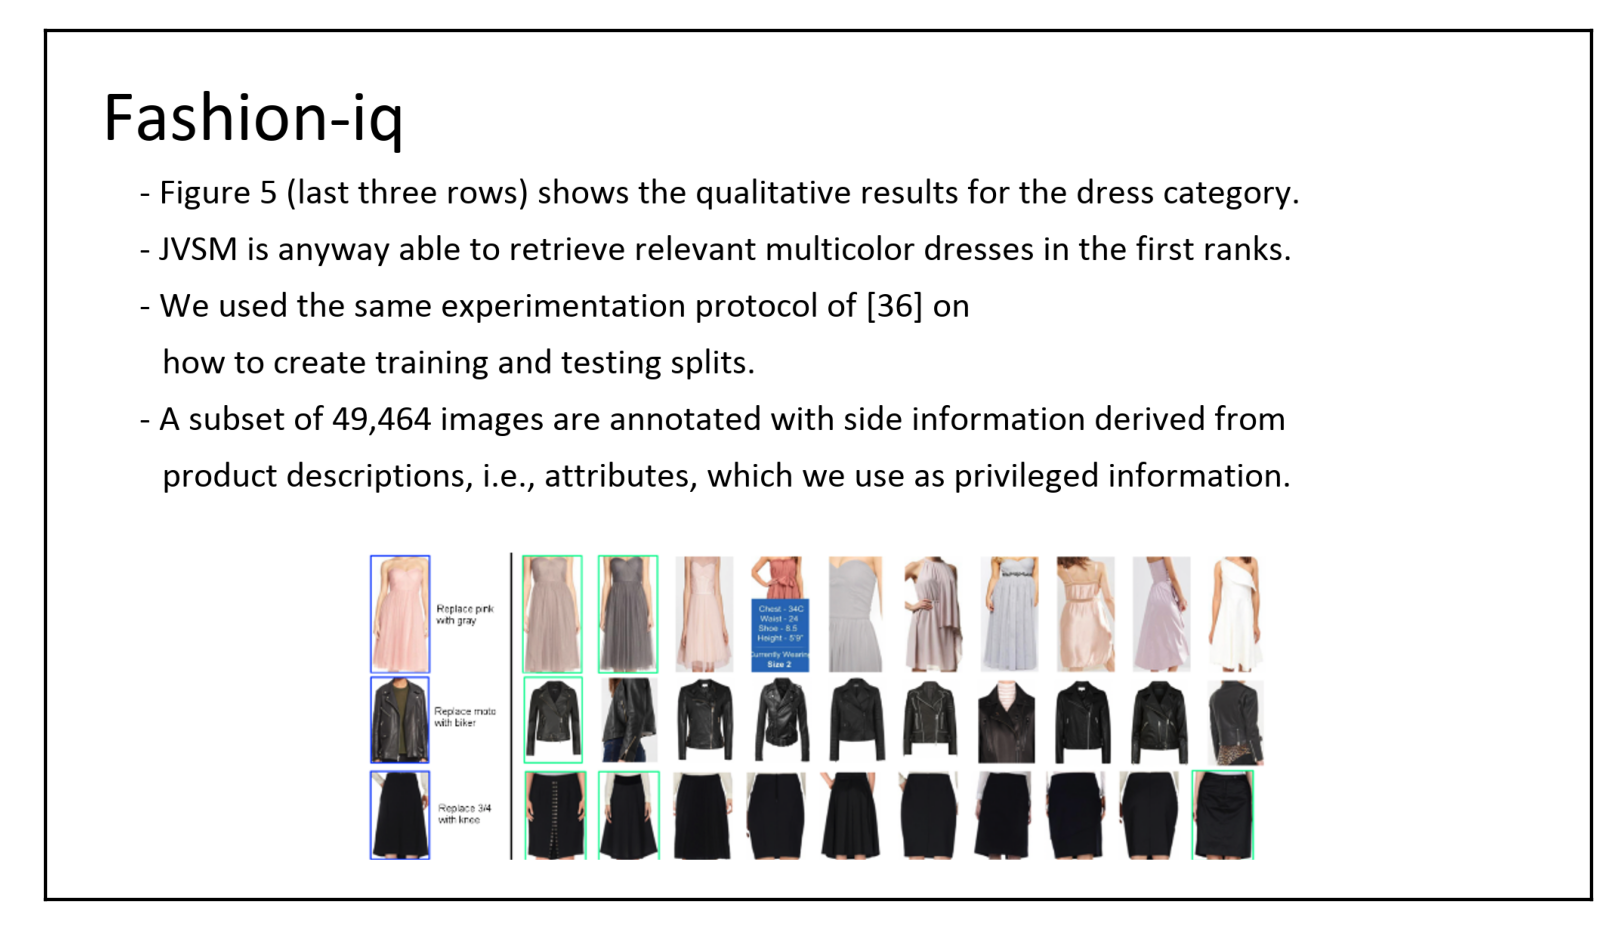 Fashion-iq
- Figure 5 (last three rows) shows the qualitative results for the dress category.
- JVSM is anyway able to retrieve relevant multicolor dresses in the first ranks.
- We used the same experimentation protocol of [36] on
how to create training and testing splits.
- A subset of 49,464 images are annotated with side information derived from
product descriptions, i.e., attributes, which we use as privileged information.
Replace pink
with gray
Chest - 34C
Waist - 24
Shoe - 8.5
Height - 5'9"
Currently Wearing
Size 2
Replace moto
with biker
Replace 3/4
with knee